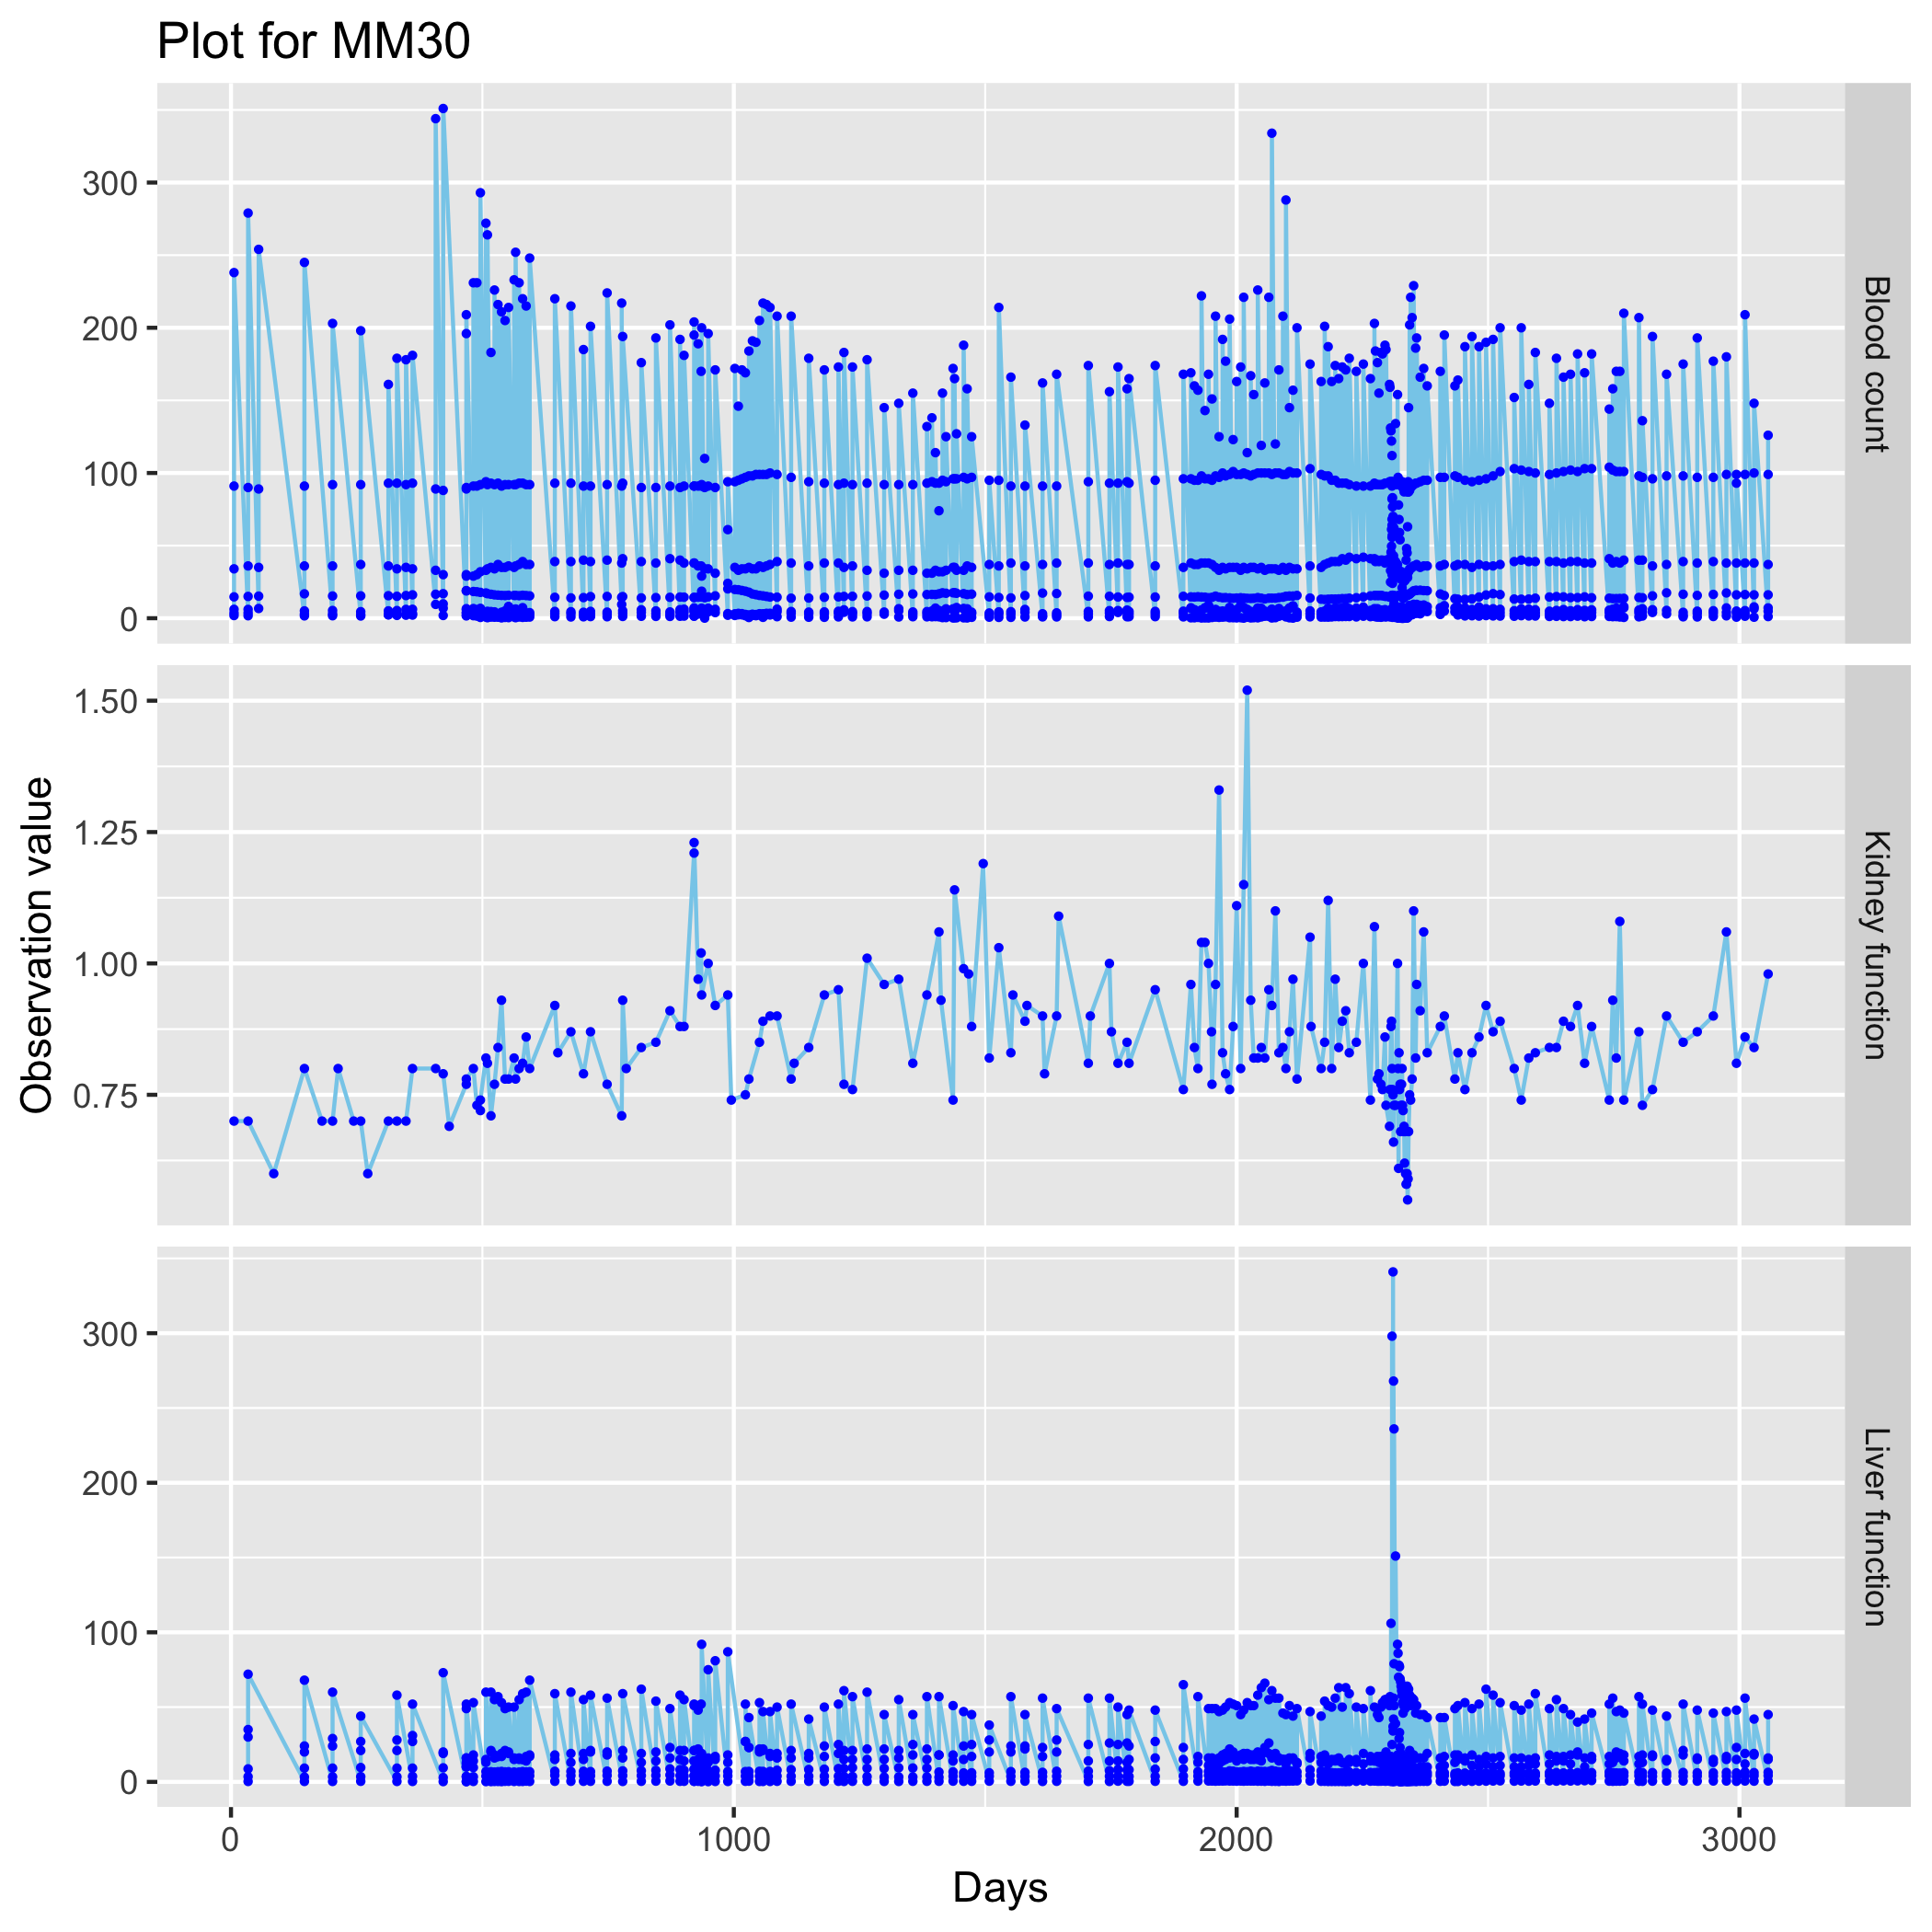 Plot for MM30
300
200
100
0
Blood count
1.50
1.25
1.00
0.75
Kidney function
Observation value
300
200
100
0
Liver function
0 1000 2000 3000
Days